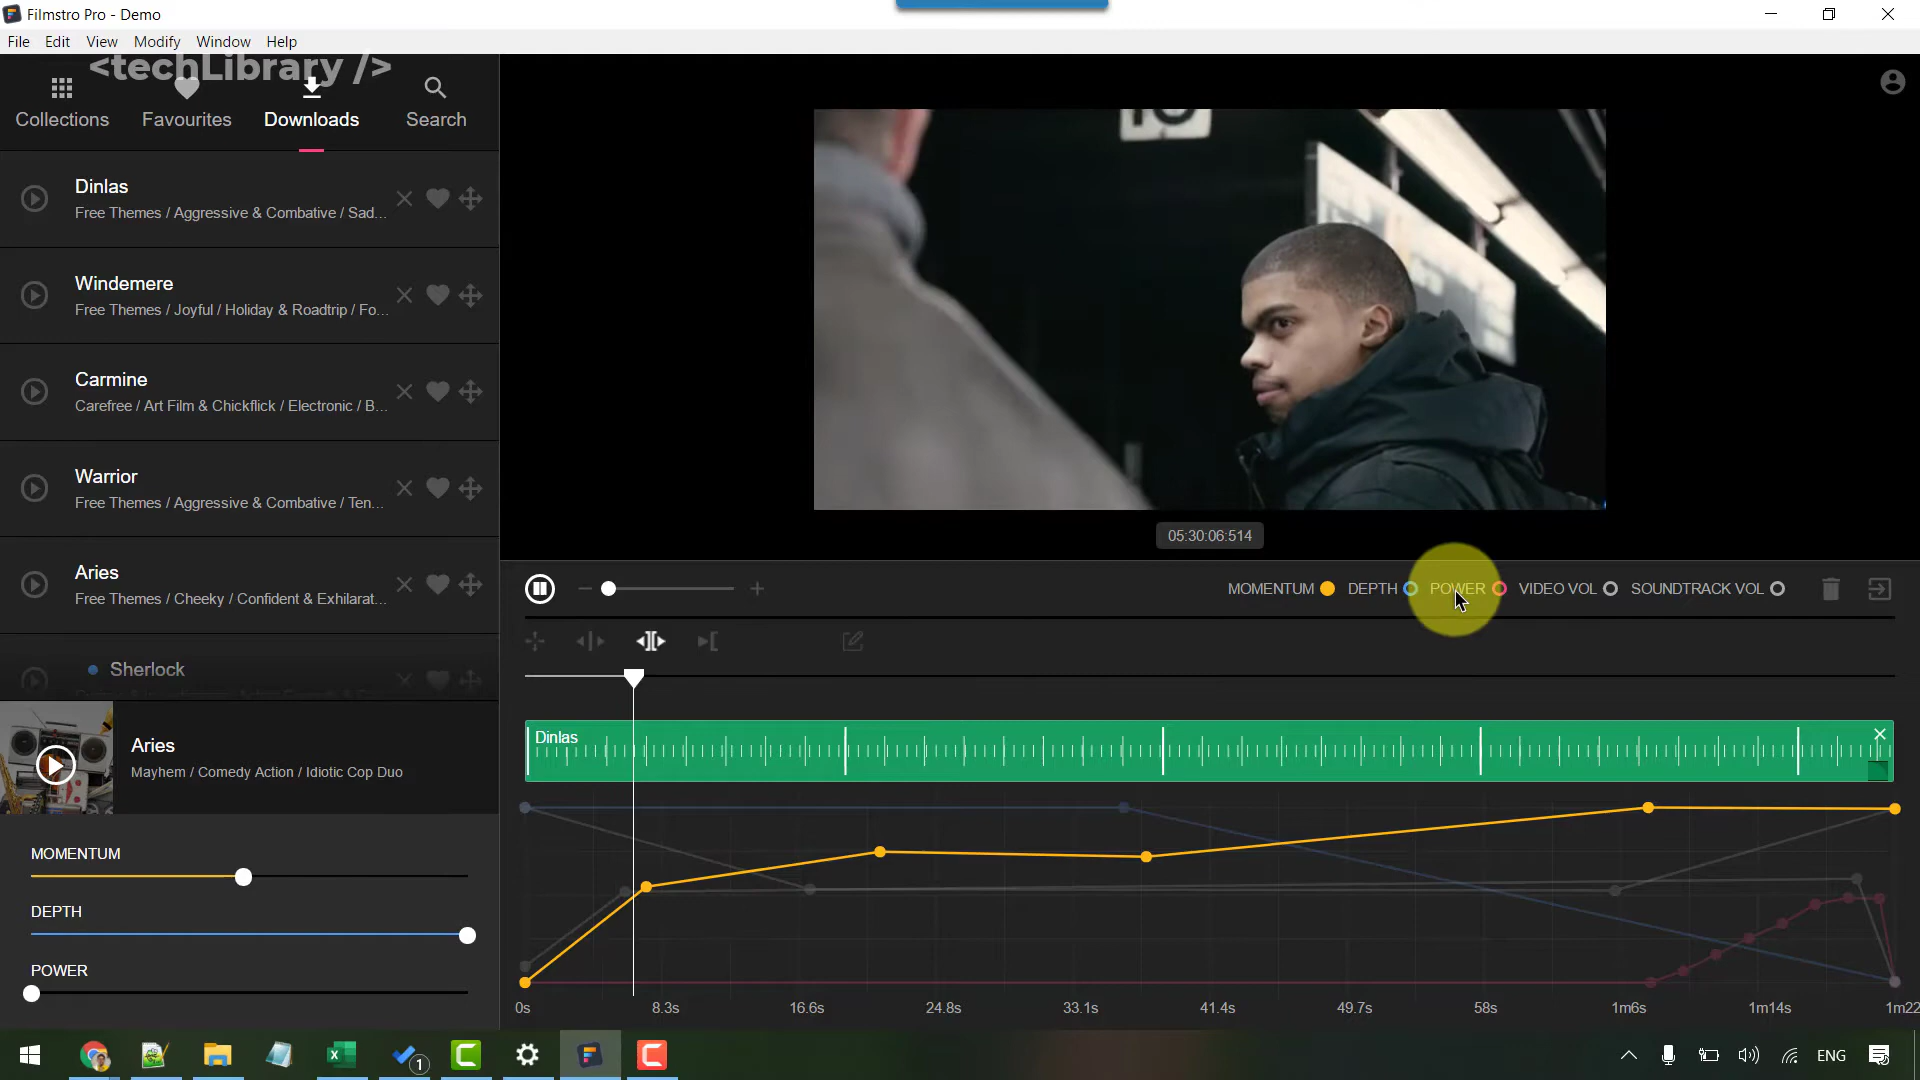 Filmstro Pro - Demo
File Edit View Modify Window Help
<techLibrary />
Collections Favourites Downloads Search
Dinlas
Free Themes / Aggressive & Combative / Sad...
Windemere
Free Themes / Joyful / Holiday & Roadtrip / Fo...
Carmine
Carefree / Art Film & Chickflick / Electronic / B...
Warrior
Free Themes / Aggressive & Combative / Ten...
Aries
Free Themes / Cheeky / Confident & Exhilarat...
Sherlock
Aries
Mayhem / Comedy Action / Idiotic Cop Duo
MOMENTUM
DEPTH
POWER
05:30:06:514
MOMENTUM DEPTH POWER VIDEO VOL SOUNDTRACK VOL
Dinlas
0s 8.3s 16.6s 24.8s 33.1s 41.4s 49.7s 58s 1m6s 1m14s 1m22
1
ENG